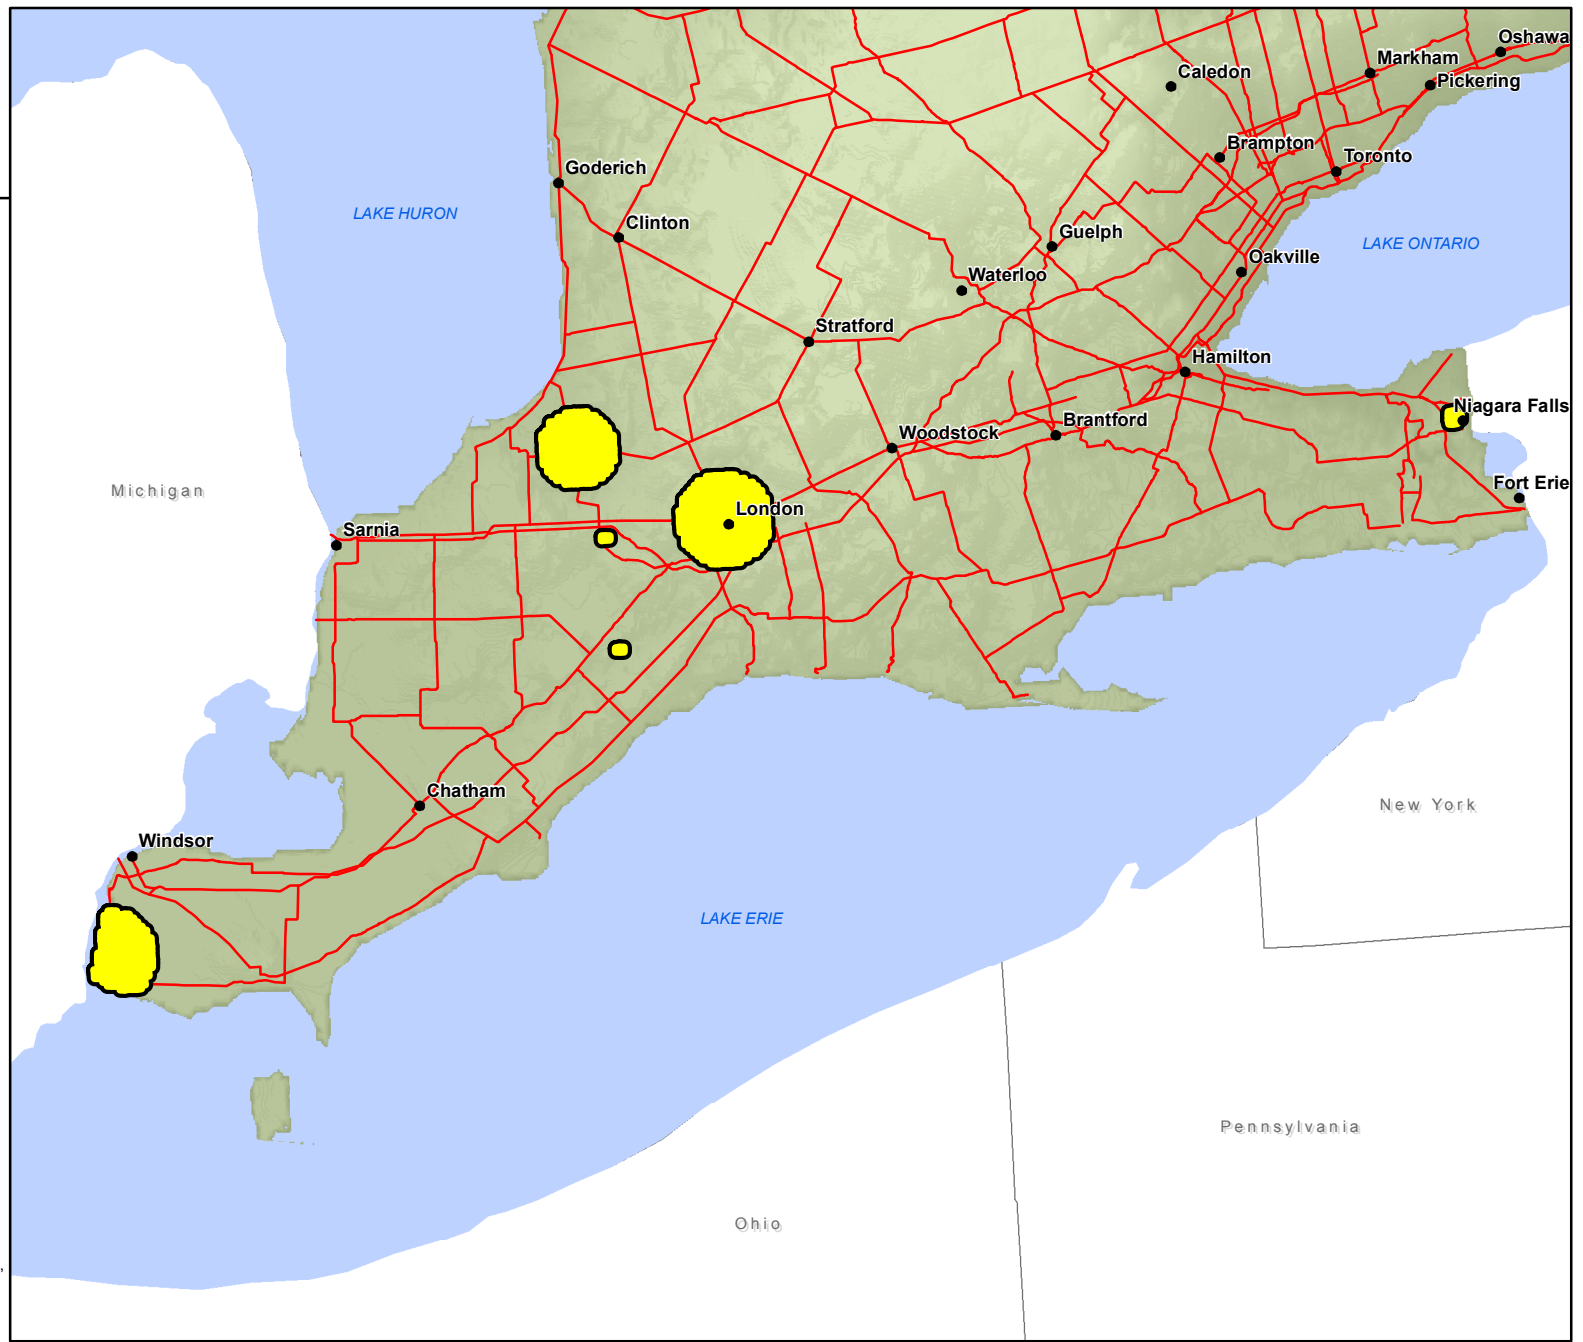 Oshawa
Markham
Pickering
Caledon
Brampton
Toronto
Goderich
LAKE HURON
Clinton
Guelph
LAKE ONTARIO
Oakville
Waterloo
Stratford
Hamilton
Niagara Falls
Brantford
Woodstock
Michigan
Fort Erie
London
Sarnia
Chatham
New York
Windsor
LAKE ERIE
Pennsylvania
Ohio
,